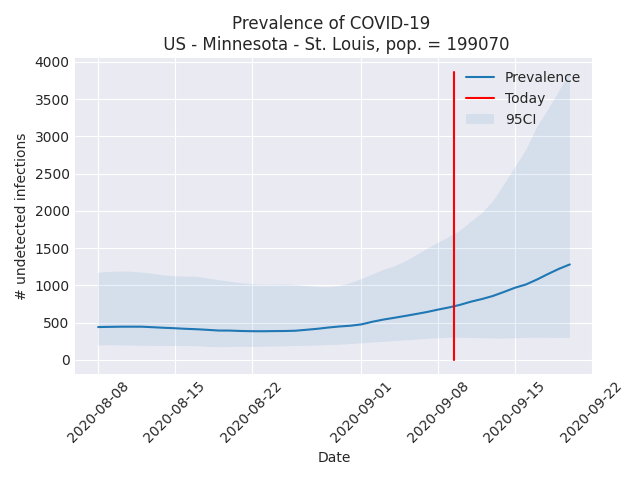 Prevalence of COVID-19
US - Minnesota - St. Louis, pop. = 199070
4000
3500
3000
2500
2000
1500
1000
500
0
# undetected infections
Prevalence
Today
95CI
2020-08-08
2020-08-15
2020-08-22
2020-09-01
2020-09-08
2020-09-15
2020-09-22
Date